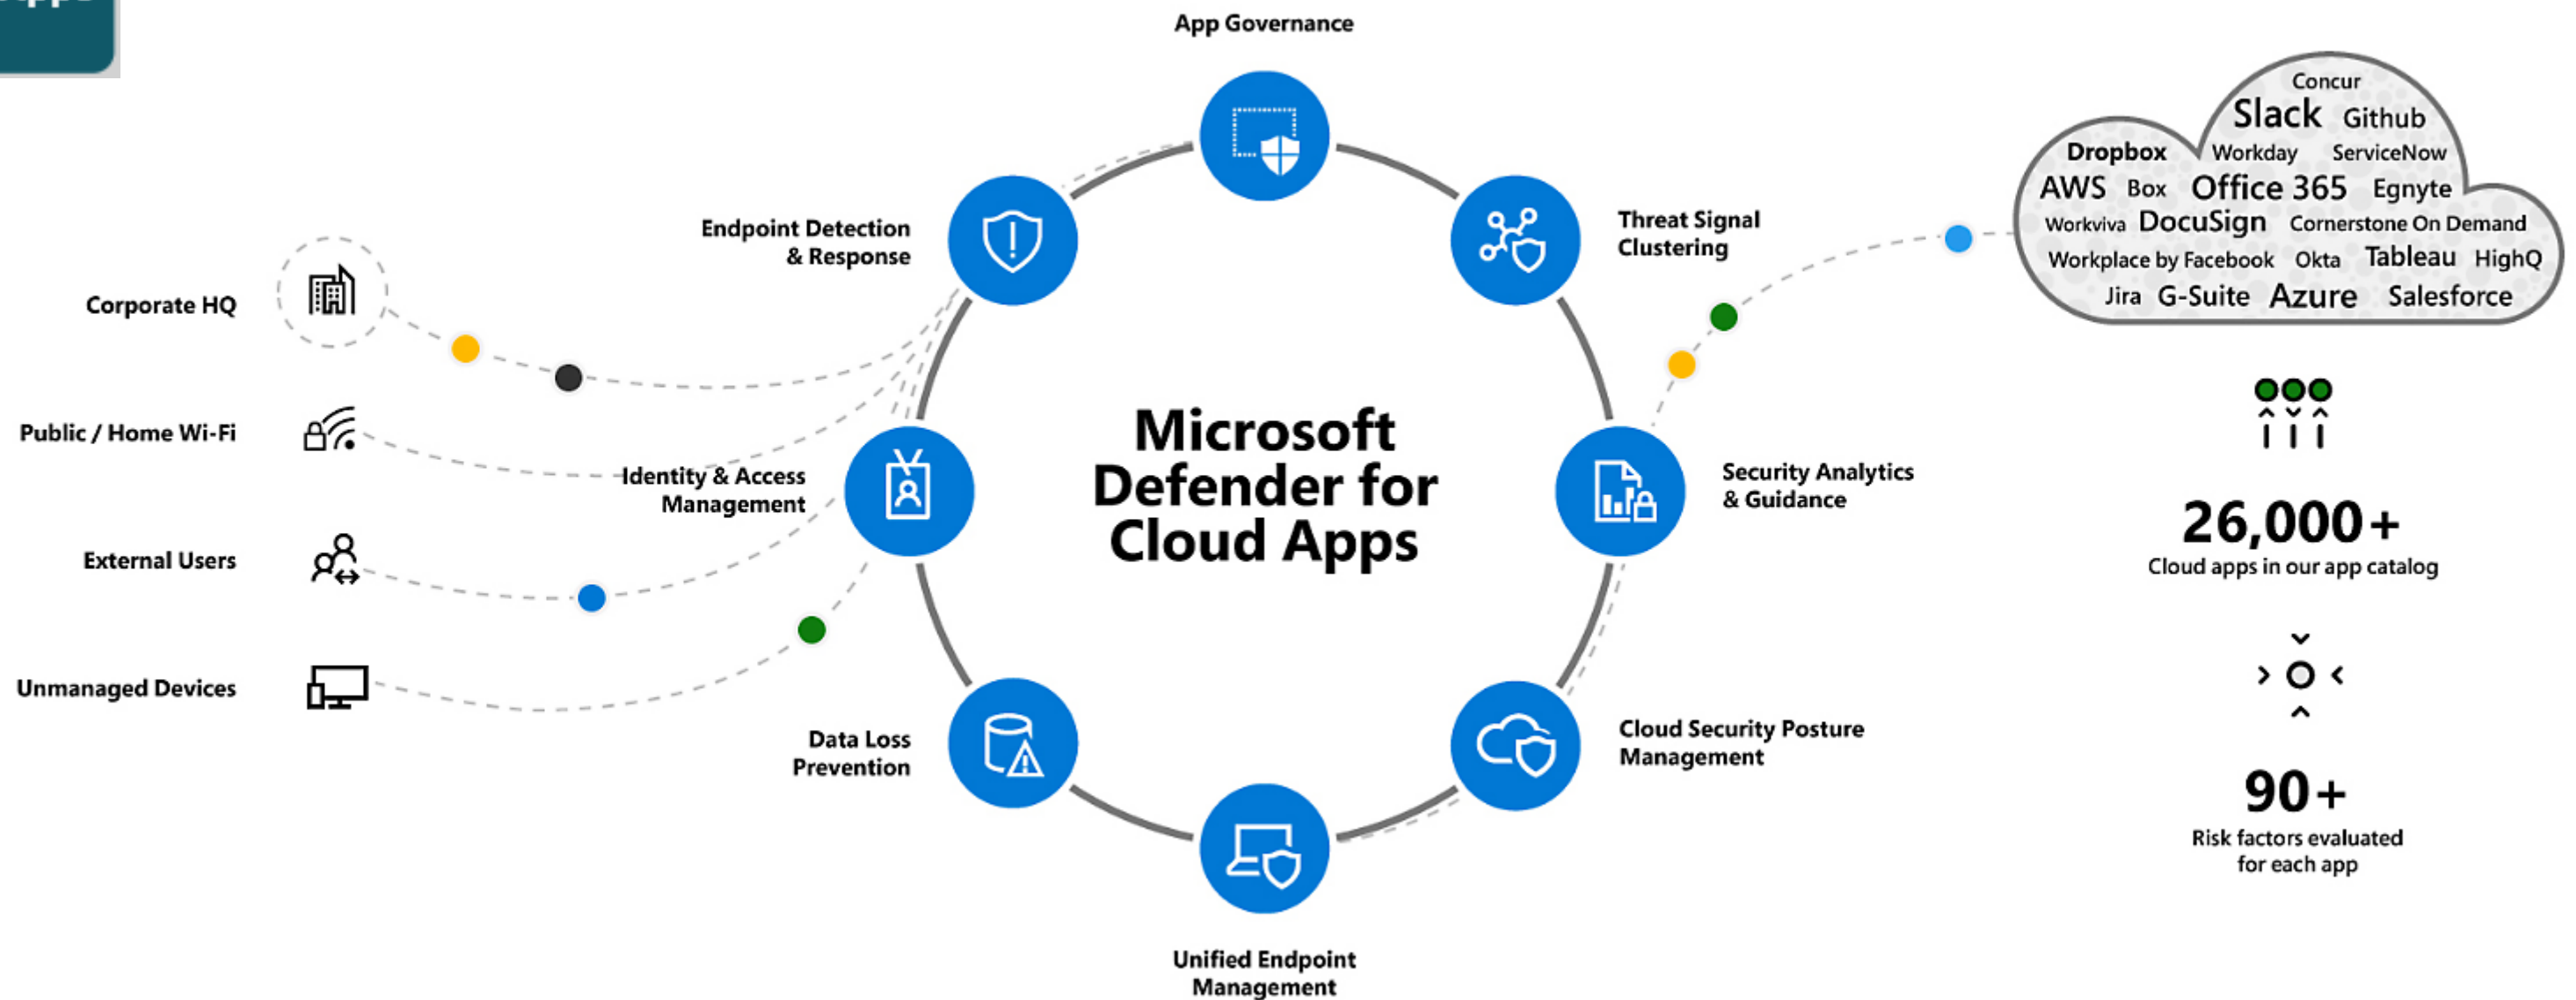 App Governance
Endpoint Detection
& Response
Threat Signal
Clustering
Corporate HQ
Public / Home Wi-Fi
Identity & Access
Management
External Users
Unmanaged Devices
Microsoft
Defender for
Cloud Apps
Security Analytics
& Guidance
Data Loss
Prevention
Cloud Security Posture
Management
Unified Endpoint
Management
Concur
Slack Github
Dropbox Workday ServiceNow
AWS Box Office 365 Egnyte
Workviva DocuSign Cornerstone On Demand
Workplace by Facebook Okta Tableau HighQ
Jira G-Suite Azure Salesforce
26,000+
Cloud apps in our app catalog
90+
Risk factors evaluated
for each app